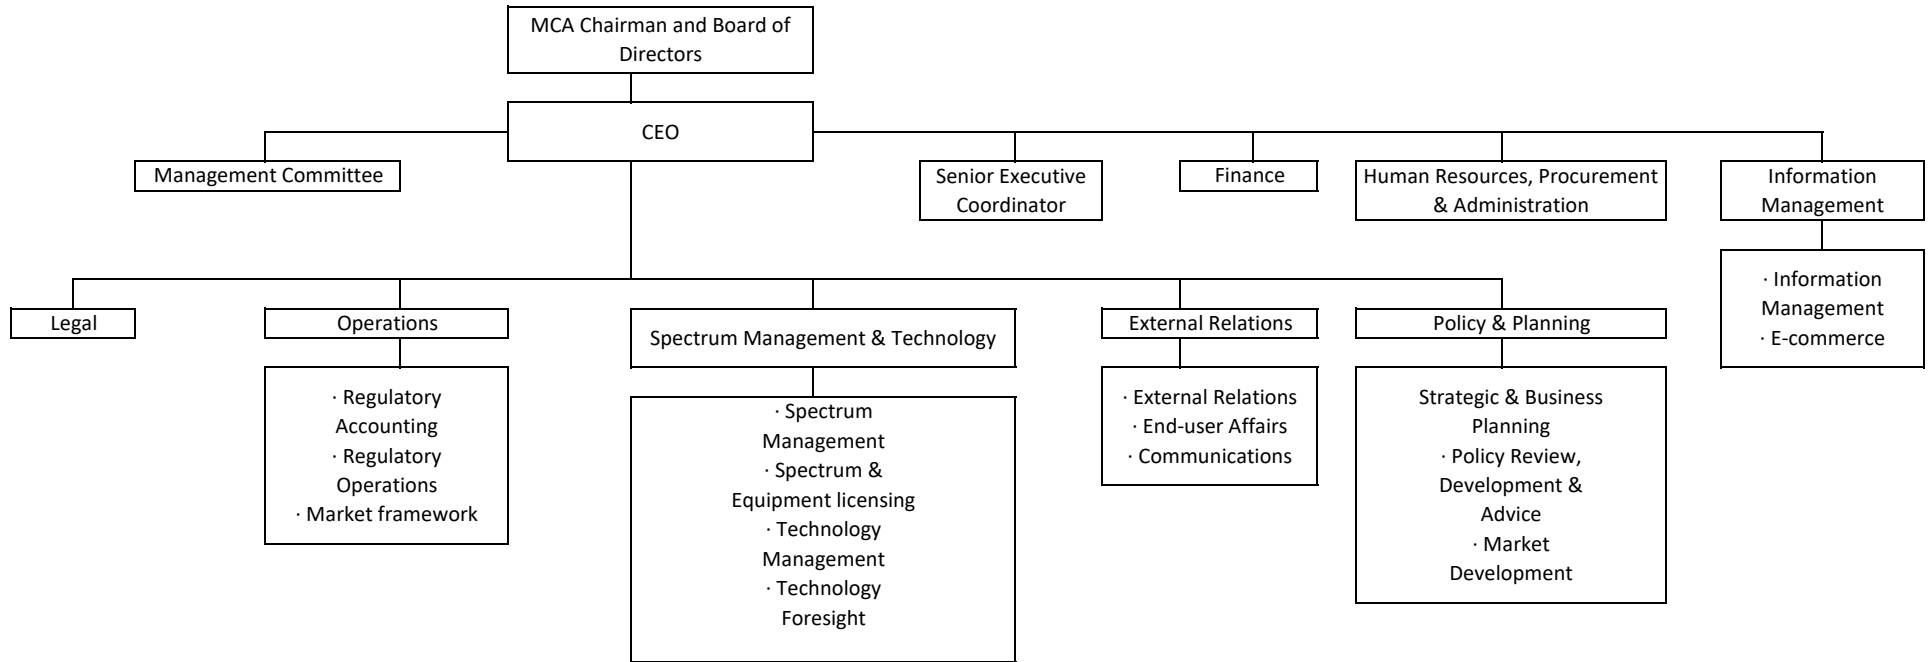 MCA Chairman and Board of
Directors
CEO
Management Committee
Senior Executive
Coordinator
Finance
Human Resources, Procurement
& Administration
Information
Management
· Information
Management
· E-commerce
Legal
Operations
Spectrum Management & Technology
External Relations
Policy & Planning
· Regulatory
Accounting
· Regulatory
Operations
· Market framework
· Spectrum
Management
· Spectrum &
Equipment licensing
· Technology
Management
· Technology
Foresight
· External Relations
· End-user Affairs
· Communications
Strategic & Business
Planning
· Policy Review,
Development &
Advice
· Market
Development